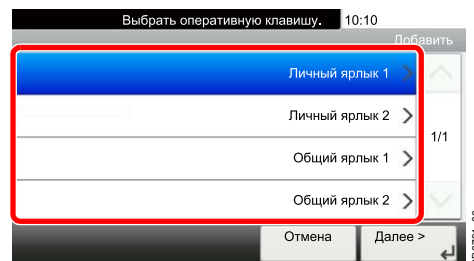 Выбрать оперативную клавишу. 10:10
Добавить
Личный ярлык 1
Личный ярлык 2
1/1
Общий ярлык 1
Общий ярлык 2
Отмена
Далее >